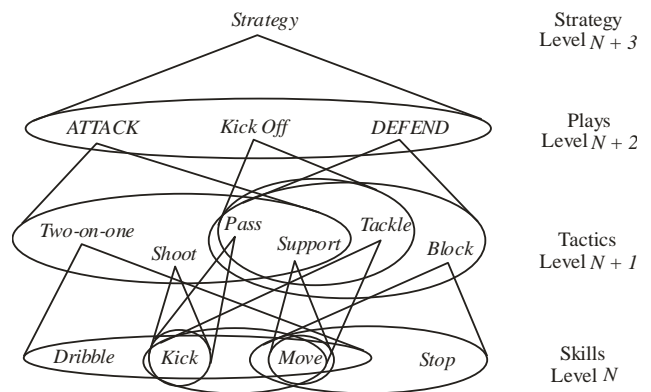 Strategy
Strategy
Level N + 3
ATTACK
Kick Off
DEFEND
Plays
Level N + 2
Two-on-one
Shoot
Pass
Support
Tackle
Block
Tactics
Level N + 1
Dribble
Kick
Move
Stop
Skills
Level N